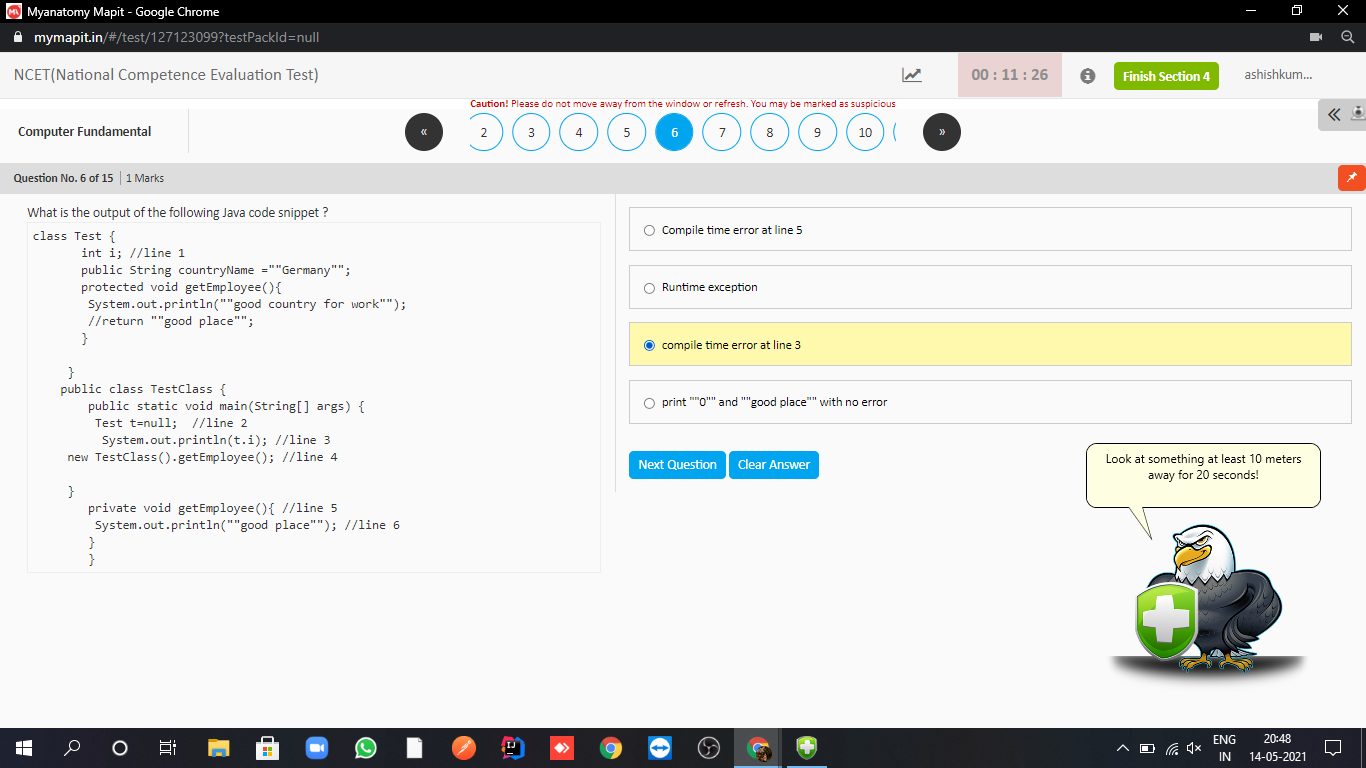 Myanatomy Mapit - Google Chrome
mymapit.in/#/test/127123099?testPackId=null
NCET(National Competence Evaluation Test)
00 : 11 : 26
Finish Section 4
ashishkum...
Caution! Please do not move away from the window or refresh. You may be marked as suspicious
Computer Fundamental
« 2 3 4 5 6 7 8 9 10 »
Question No. 6 of 15 | 1 Marks
What is the output of the following Java code snippet ?
class Test {
int i; //line 1
public String countryName =""Germany"";
protected void getEmployee(){
System.out.println(""good country for work"");
//return ""good place"";
}
}
public class TestClass {
public static void main(String[] args) {
Test t=null;  //line 2
System.out.println(t.i); //line 3
new TestClass().getEmployee(); //line 4
}
private void getEmployee(){ //line 5
System.out.println(""good place""); //line 6
}
}
Compile time error at line 5
Runtime exception
compile time error at line 3
print ""0"" and ""good place"" with no error
Next Question
Clear Answer
Look at something at least 10 meters
away for 20 seconds!
ENG
IN
20:48
14-05-2021